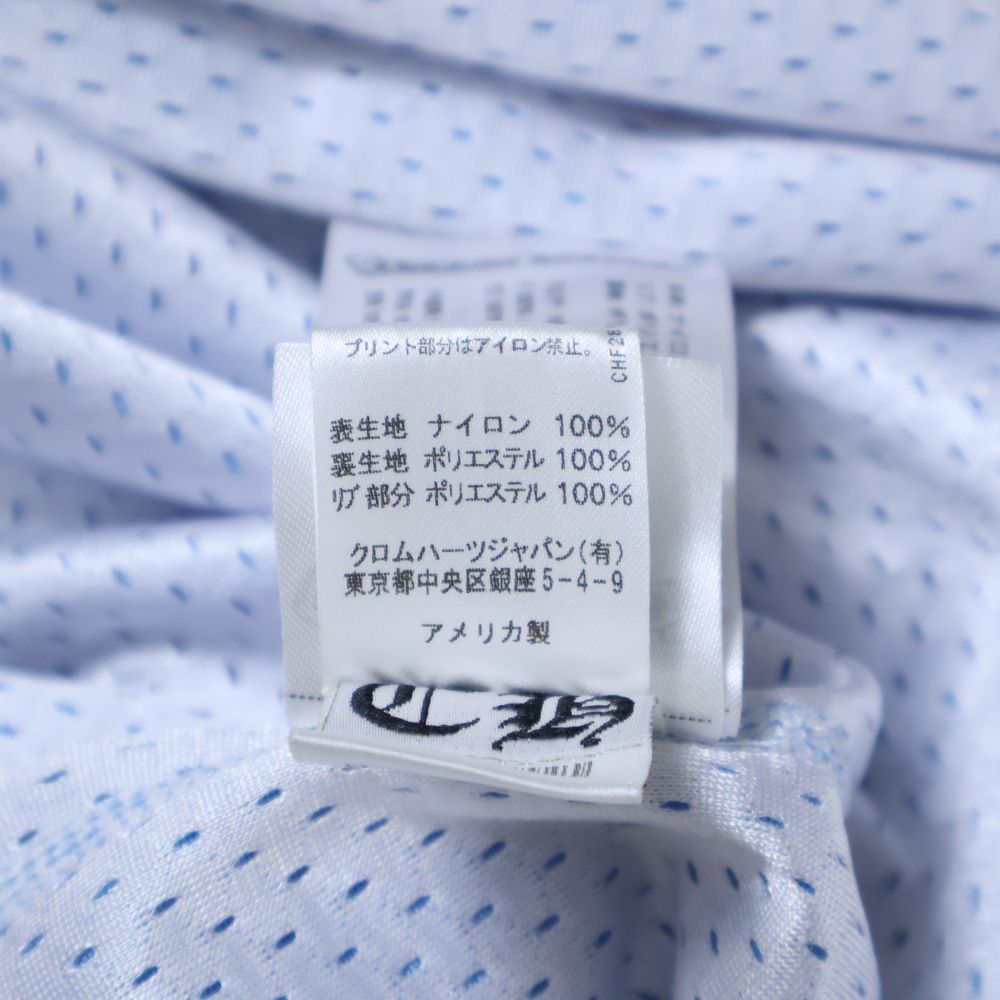 プリント部分はアイロン禁止。
CHF28
表生地 ナイロン 100%
裏生地 ポリエステル 100%
リブ部分 ポリエステル 100%
クロムハーツジャパン(有)
東京都中央区銀座5-4-9
アメリカ製